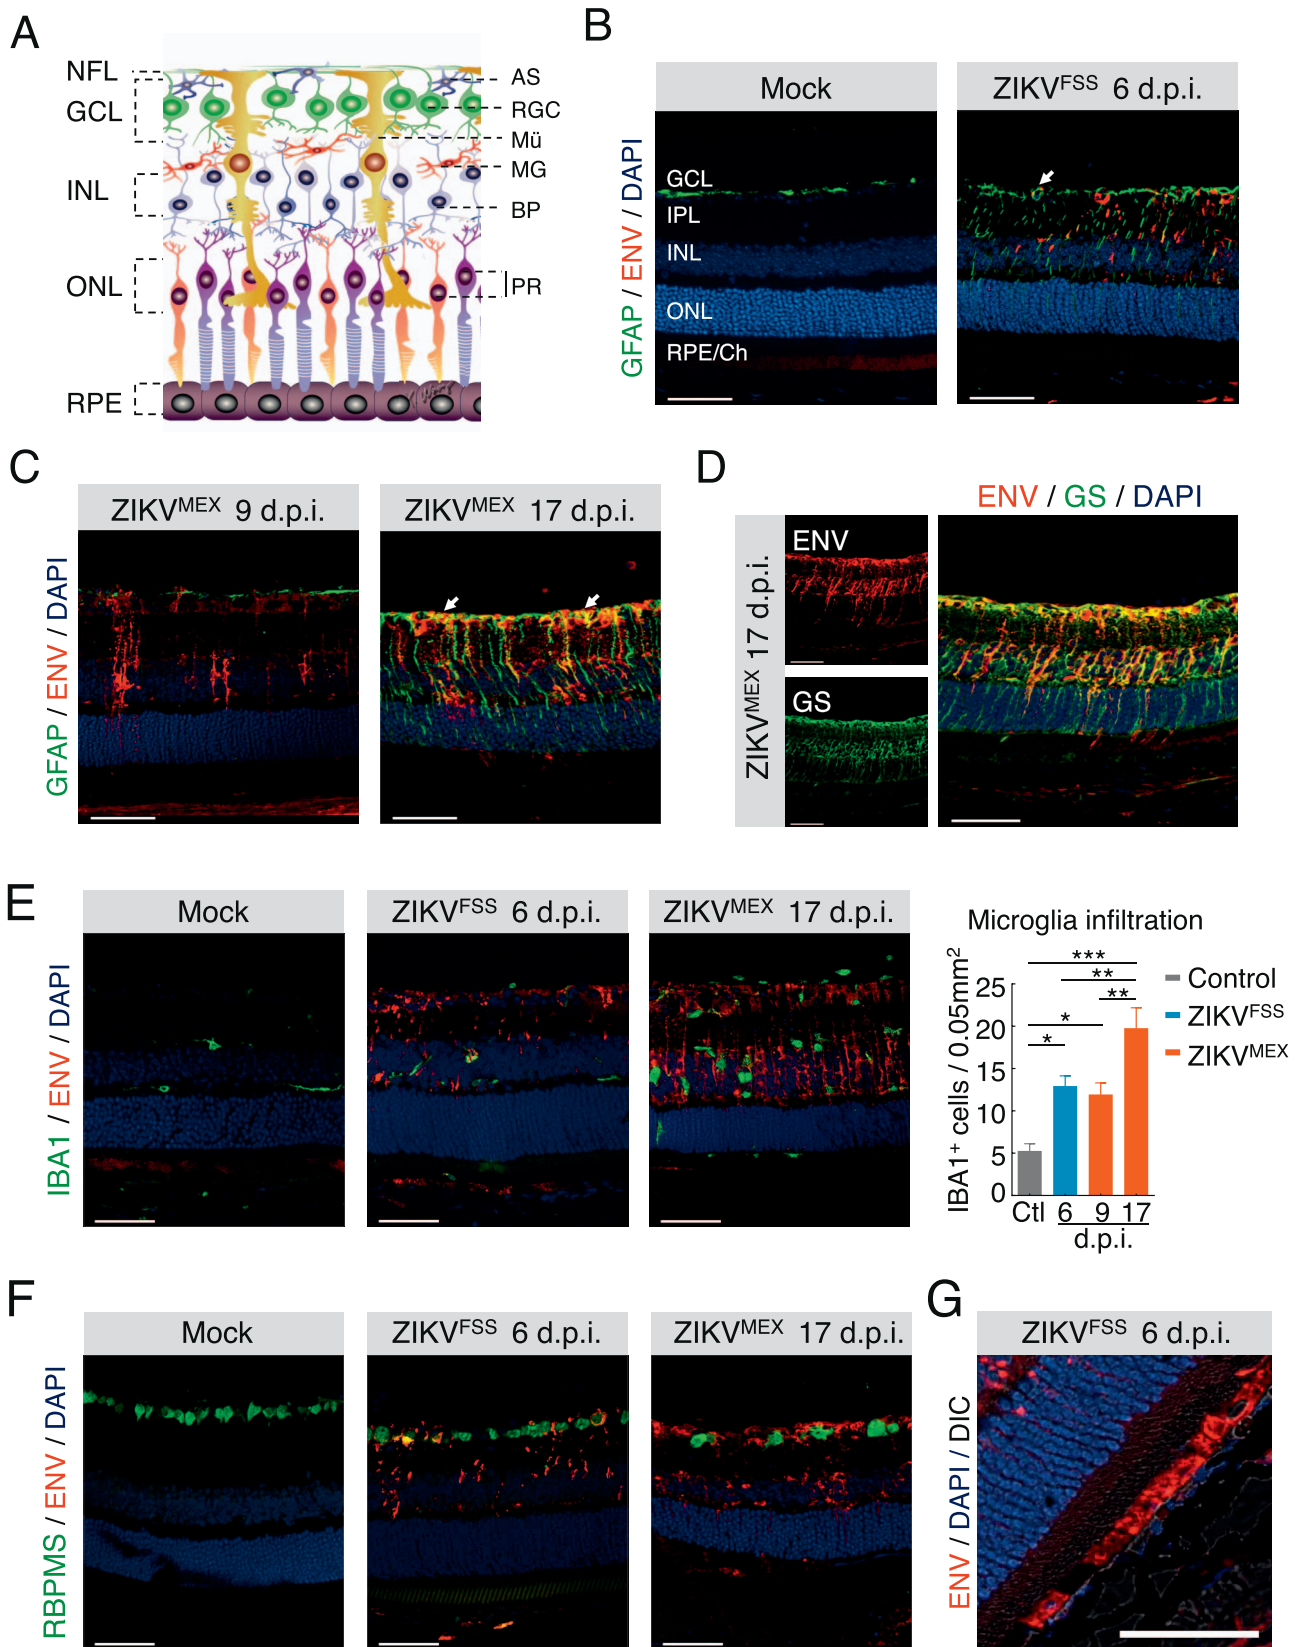 A
NFL
GCL
INL
ONL
RPE
AS
RGC
Mü
MG
BP
PR
B
GFAP / ENV / DAPI
Mock
GCL
IPL
INL
ONL
RPE/Ch
ZIKVFSS 6 d.p.i.
C
GFAP / ENV / DAPI
ZIKVMEX 9 d.p.i.
ZIKVMEX 17 d.p.i.
D
ENV / GS / DAPI
ZIKVMEX 17 d.p.i.
ENV
GS
E
IBA1 / ENV / DAPI
Mock
ZIKVFSS 6 d.p.i.
ZIKVMEX 17 d.p.i.
Microglia infiltration
IBA1+ cells / 0.05mm2
***
**
**
*
*
25
20
15
10
5
0
Ctl 6 9 17
d.p.i.
Control
ZIKVFSS
ZIKVMEX
F
RBPMS / ENV / DAPI
Mock
ZIKVFSS 6 d.p.i.
ZIKVMEX 17 d.p.i.
G
ENV / DAPI / DIC
ZIKVFSS 6 d.p.i.